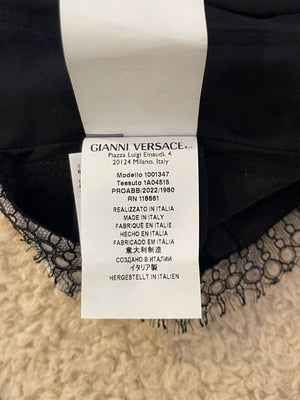 GIANNI VERSACE S.r.l.
Piazza Luigi Einaudi, 4
20124 Milano, Italy
Modello 1001347
Tessuto 1A04515
PROABB/2022/1980
RN 118661
REALIZZATO IN ITALIA
MADE IN ITALY
FABRIQUÉ EN ITALIE
HECHO EN ITALIA
FABRICADO EM ITÁLIA
意大利制造
СОЗДАНО В ИТАЛИИ
イタリア製
HERGESTELLT IN ITALIEN